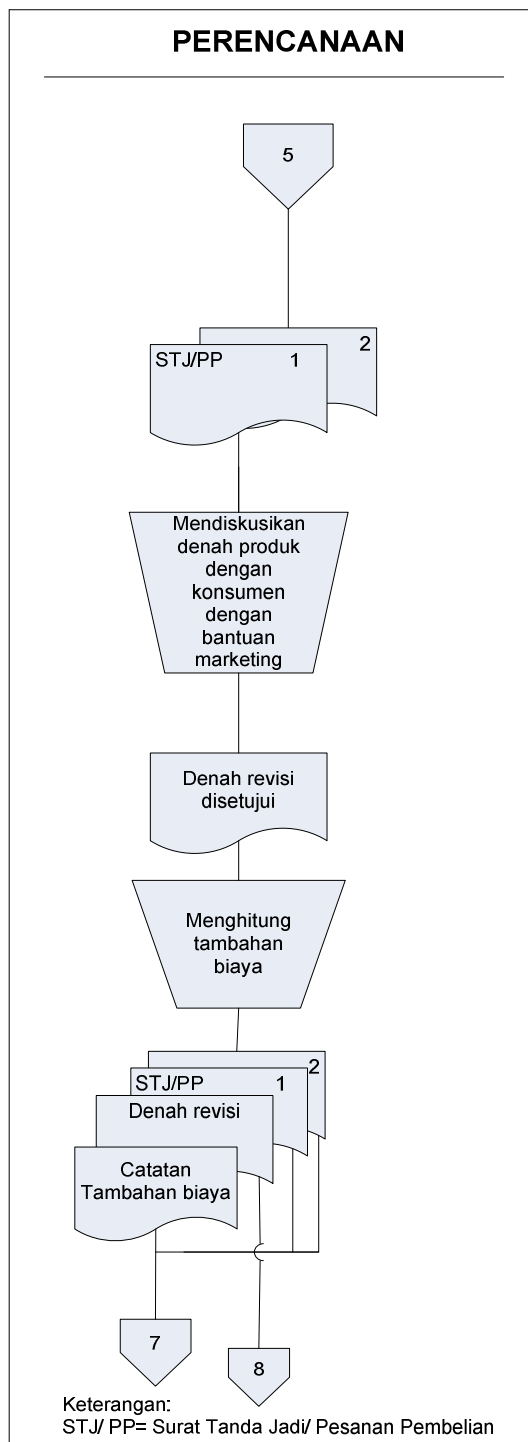 PERENCANAAN
5
2
STJ/PP 1
Mendiskusikan
denah produk
dengan
konsumen
dengan
bantuan
marketing
Denah revisi
disetujui
Menghitung
tambahan
biaya
2
STJ/PP 1
Denah revisi
Catatan
Tambahan biaya
7
8
Keterangan:
STJ/ PP= Surat Tanda Jadi/ Pesanan Pembelian